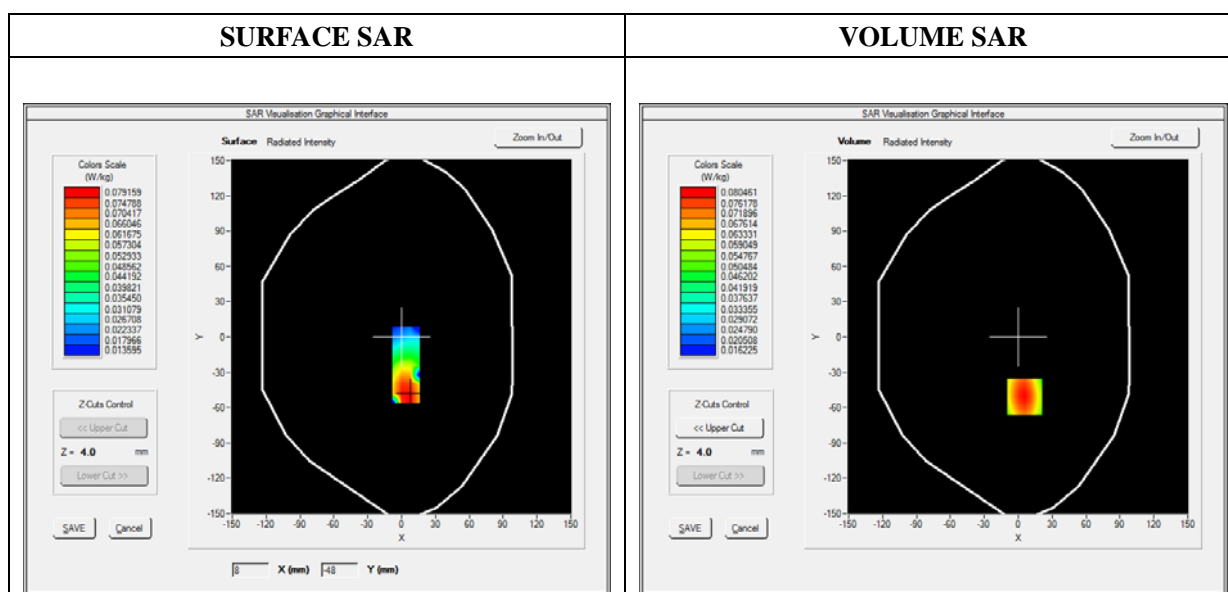 SURFACE SAR
VOLUME SAR
SAR Visualisation Graphical Interface
Surface Radiated Intensity
Zoom In/Out
Colors Scale
(W/kg)
0.079159
0.074788
0.070417
0.066046
0.061675
0.057304
0.052933
0.048562
0.044192
0.039821
0.035450
0.031079
0.026708
0.022337
0.017966
0.013595
Z-Cuts Control
<< Upper Cut
Z = 4.0 mm
Lower Cut >>
SAVE Cancel
150
120
90
60
30
0
-30
-60
-90
-120
-150
Y
-150 -120 -90 -60 -30 0 30 60 90 120 150
X
8 X (mm) -48 Y (mm)
SAR Visualisation Graphical Interface
Volume Radiated Intensity
Zoom In/Out
Colors Scale
(W/kg)
0.080461
0.076178
0.071896
0.067614
0.063331
0.059049
0.054767
0.050484
0.046202
0.041919
0.037637
0.033355
0.029072
0.024790
0.020508
0.016225
Z-Cuts Control
<< Upper Cut
Z = 4.0 mm
Lower Cut >>
SAVE Cancel
150
120
90
60
30
0
-30
-60
-90
-120
-150
Y
-150 -120 -90 -60 -30 0 30 60 90 120 150
X